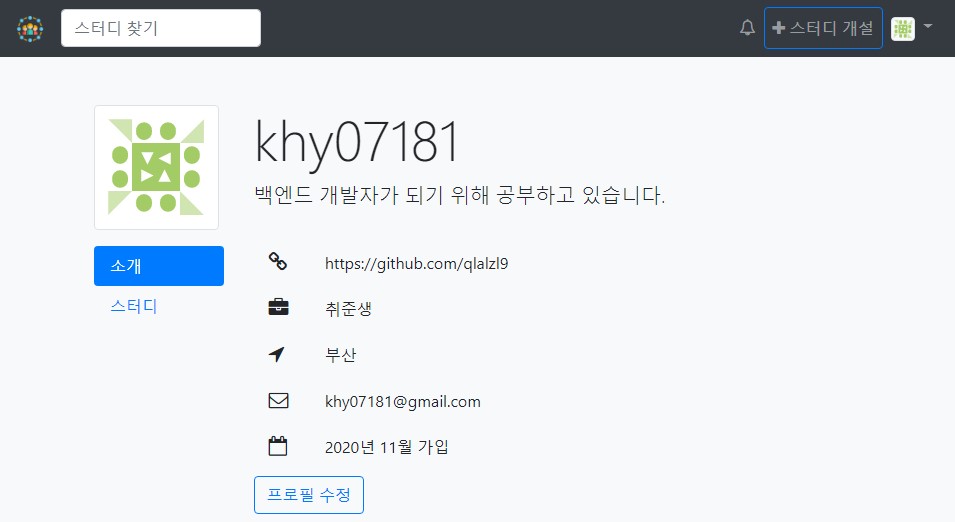 스터디 찾기
스터디 개설
khy07181
백엔드 개발자가 되기 위해 공부하고 있습니다.
소개
스터디
https://github.com/qlalzl9
취준생
부산
khy07181@gmail.com
2020년 11월 가입
프로필 수정